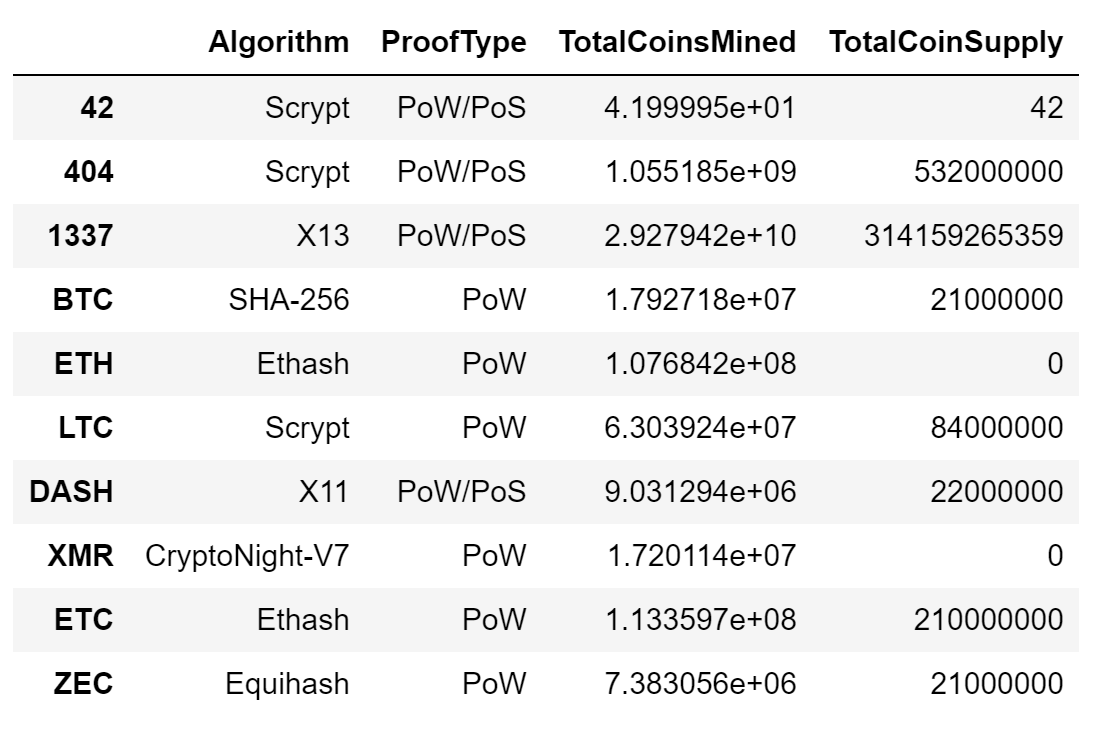 Algorithm ProofType TotalCoinsMined TotalCoinSupply
42 Scrypt PoW/PoS 4.199995e+01 42
404 Scrypt PoW/PoS 1.055185e+09 532000000
1337 X13 PoW/PoS 2.927942e+10 314159265359
BTC SHA-256 PoW 1.792718e+07 21000000
ETH Ethash PoW 1.076842e+08 0
LTC Scrypt PoW 6.303924e+07 84000000
DASH X11 PoW/PoS 9.031294e+06 22000000
XMR CryptoNight-V7 PoW 1.720114e+07 0
ETC Ethash PoW 1.133597e+08 210000000
ZEC Equihash PoW 7.383056e+06 21000000